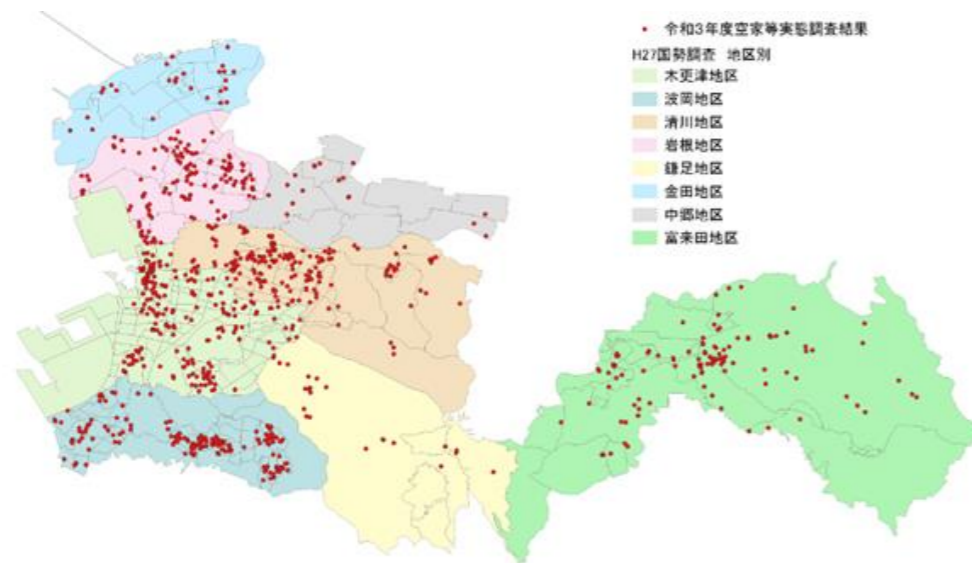 令和3年度空家等実態調査結果
H27国勢調査 地区別
木更津地区
波岡地区
清川地区
岩根地区
鎌足地区
金田地区
中郷地区
富来田地区